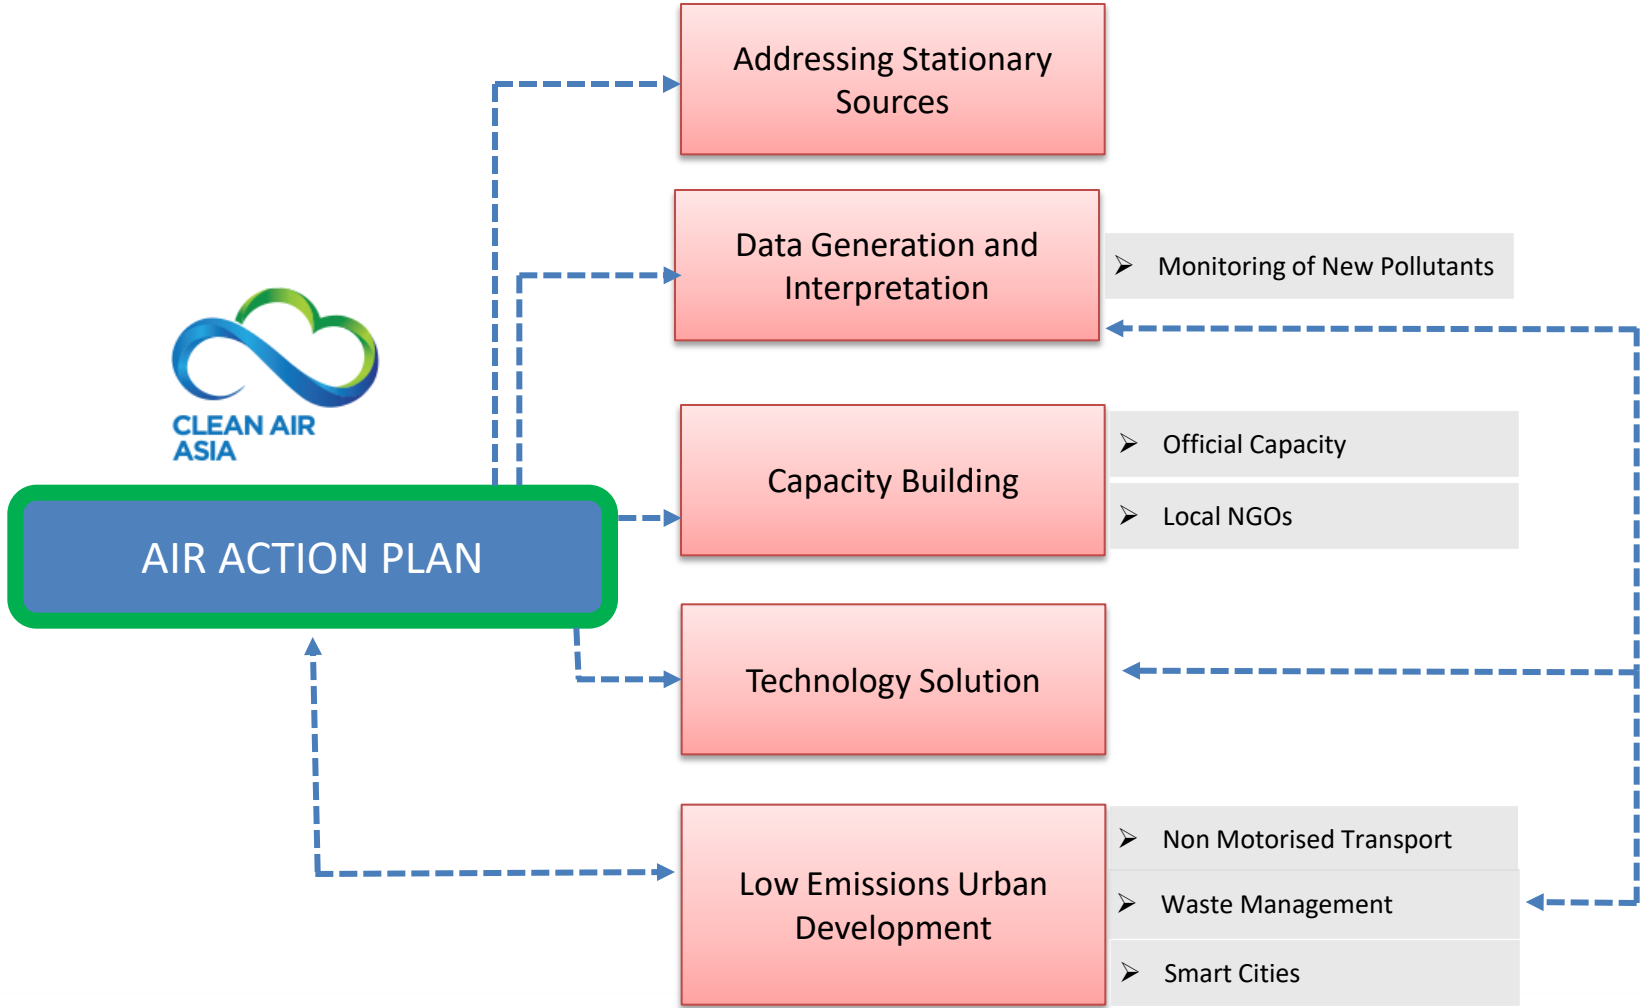 Addressing Stationary
Sources
Data Generation and
Interpretation
➢ Monitoring of New Pollutants
CLEAN AIR
ASIA
AIR ACTION PLAN
Capacity Building
➢ Official Capacity
➢ Local NGOs
Technology Solution
Low Emissions Urban
Development
➢ Non Motorised Transport
➢ Waste Management
➢ Smart Cities